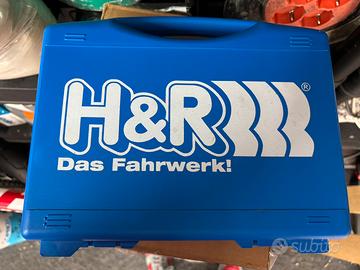 H&R®
Das Fahrwerk!
subito